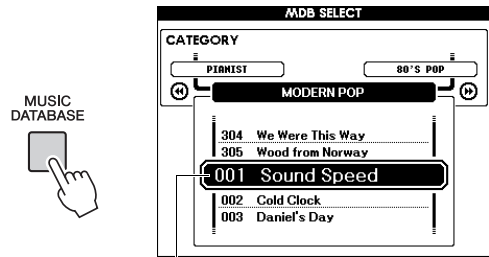 MDB SELECT
CATEGORY
PIANIST
80'S POP
MODERN POP
MUSIC
DATABASE
304 We Were This Way
305 Wood from Norway
001 Sound Speed
002 Cold Clock
003 Daniel's Day